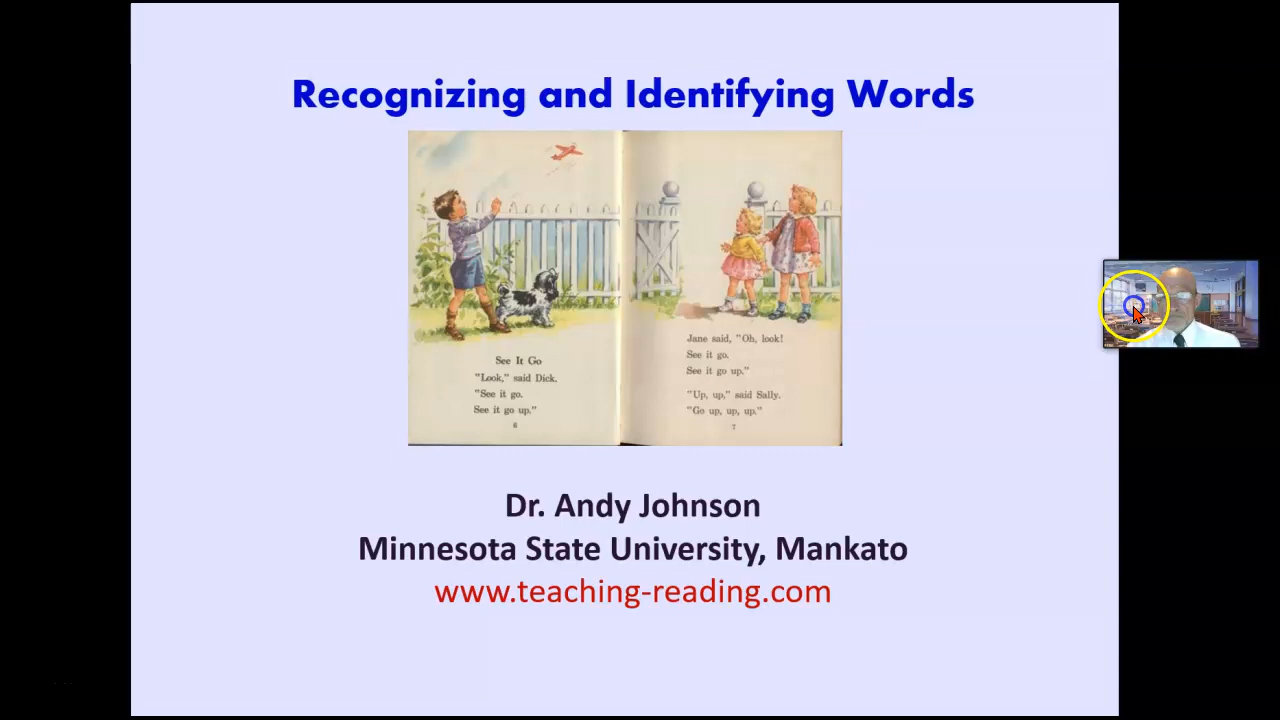 Recognizing and Identifying Words
See It Go
"Look," said Dick.
"See it go.
See it go up."
6
Jane said, "Oh, look!
See it go.
See it go up."
"Up, up," said Sally.
"Go up, up, up."
7
Dr. Andy Johnson
Minnesota State University, Mankato
www.teaching-reading.com